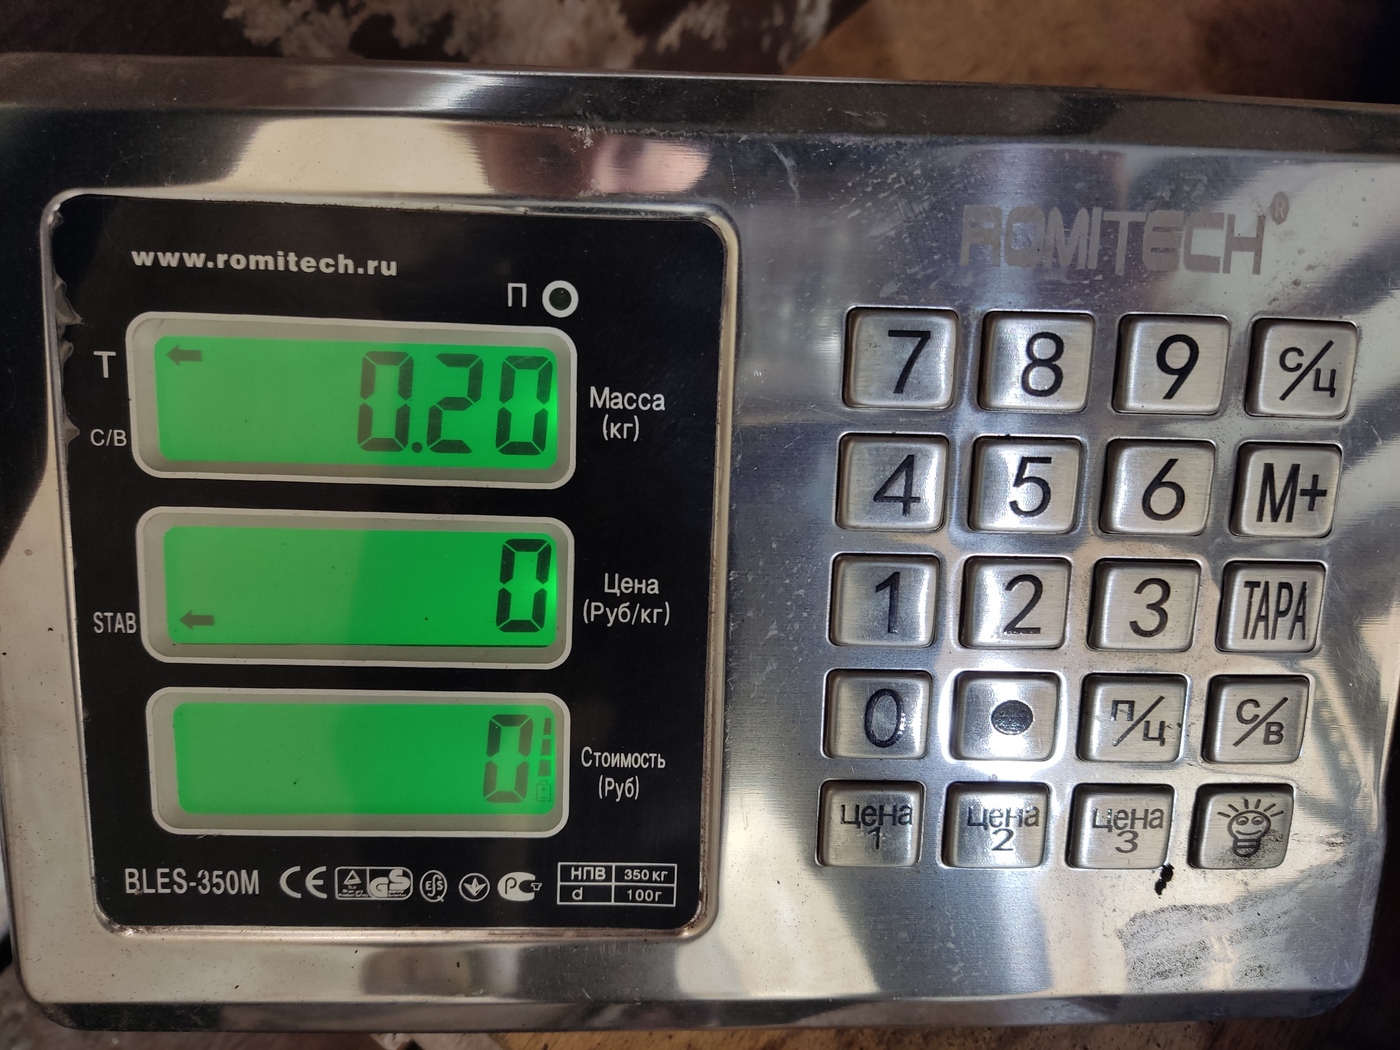 www.romitech.ru
ROMITECH®
П
Т
0.20
Масса
(кг)
С/В
0
Цена
(Руб/кг)
STAB
0
Стоимость
(Руб)
BLES-350M
CE
GS
НПВ 350 кг
d 100г
7 8 9 С/Ц
4 5 6 М+
1 2 3 ТАРА
0 • П/Ц С/В
цена 1
цена 2
цена 3